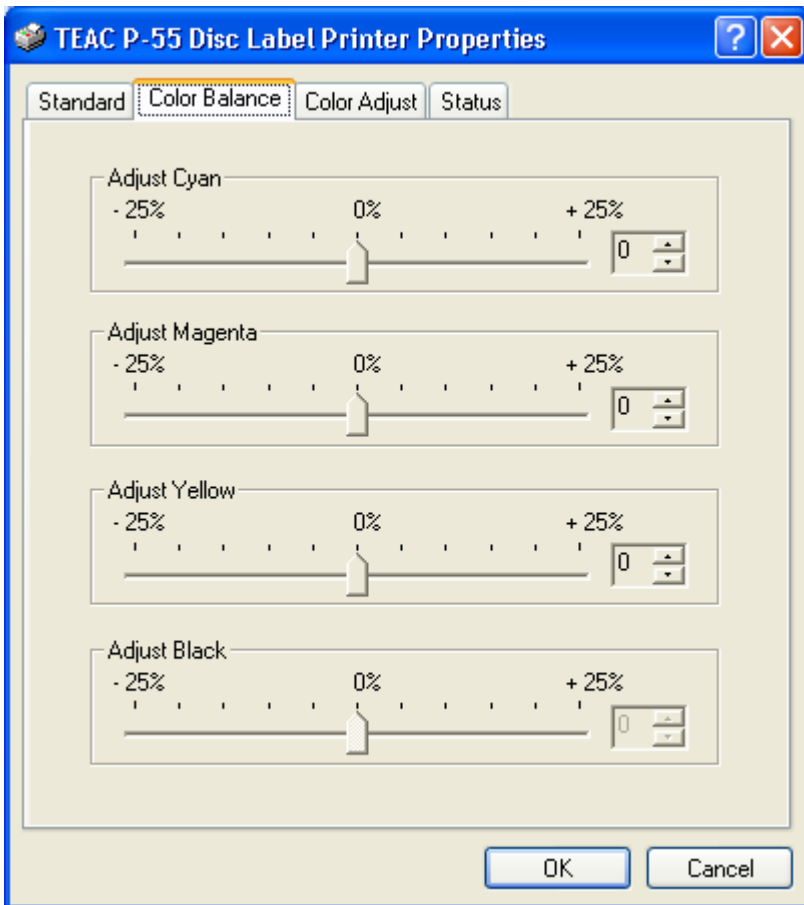 TEAC P-55 Disc Label Printer Properties
Standard Color Balance Color Adjust Status
Adjust Cyan
- 25% 0% + 25%
0
Adjust Magenta
- 25% 0% + 25%
0
Adjust Yellow
- 25% 0% + 25%
0
Adjust Black
- 25% 0% + 25%
0
OK Cancel